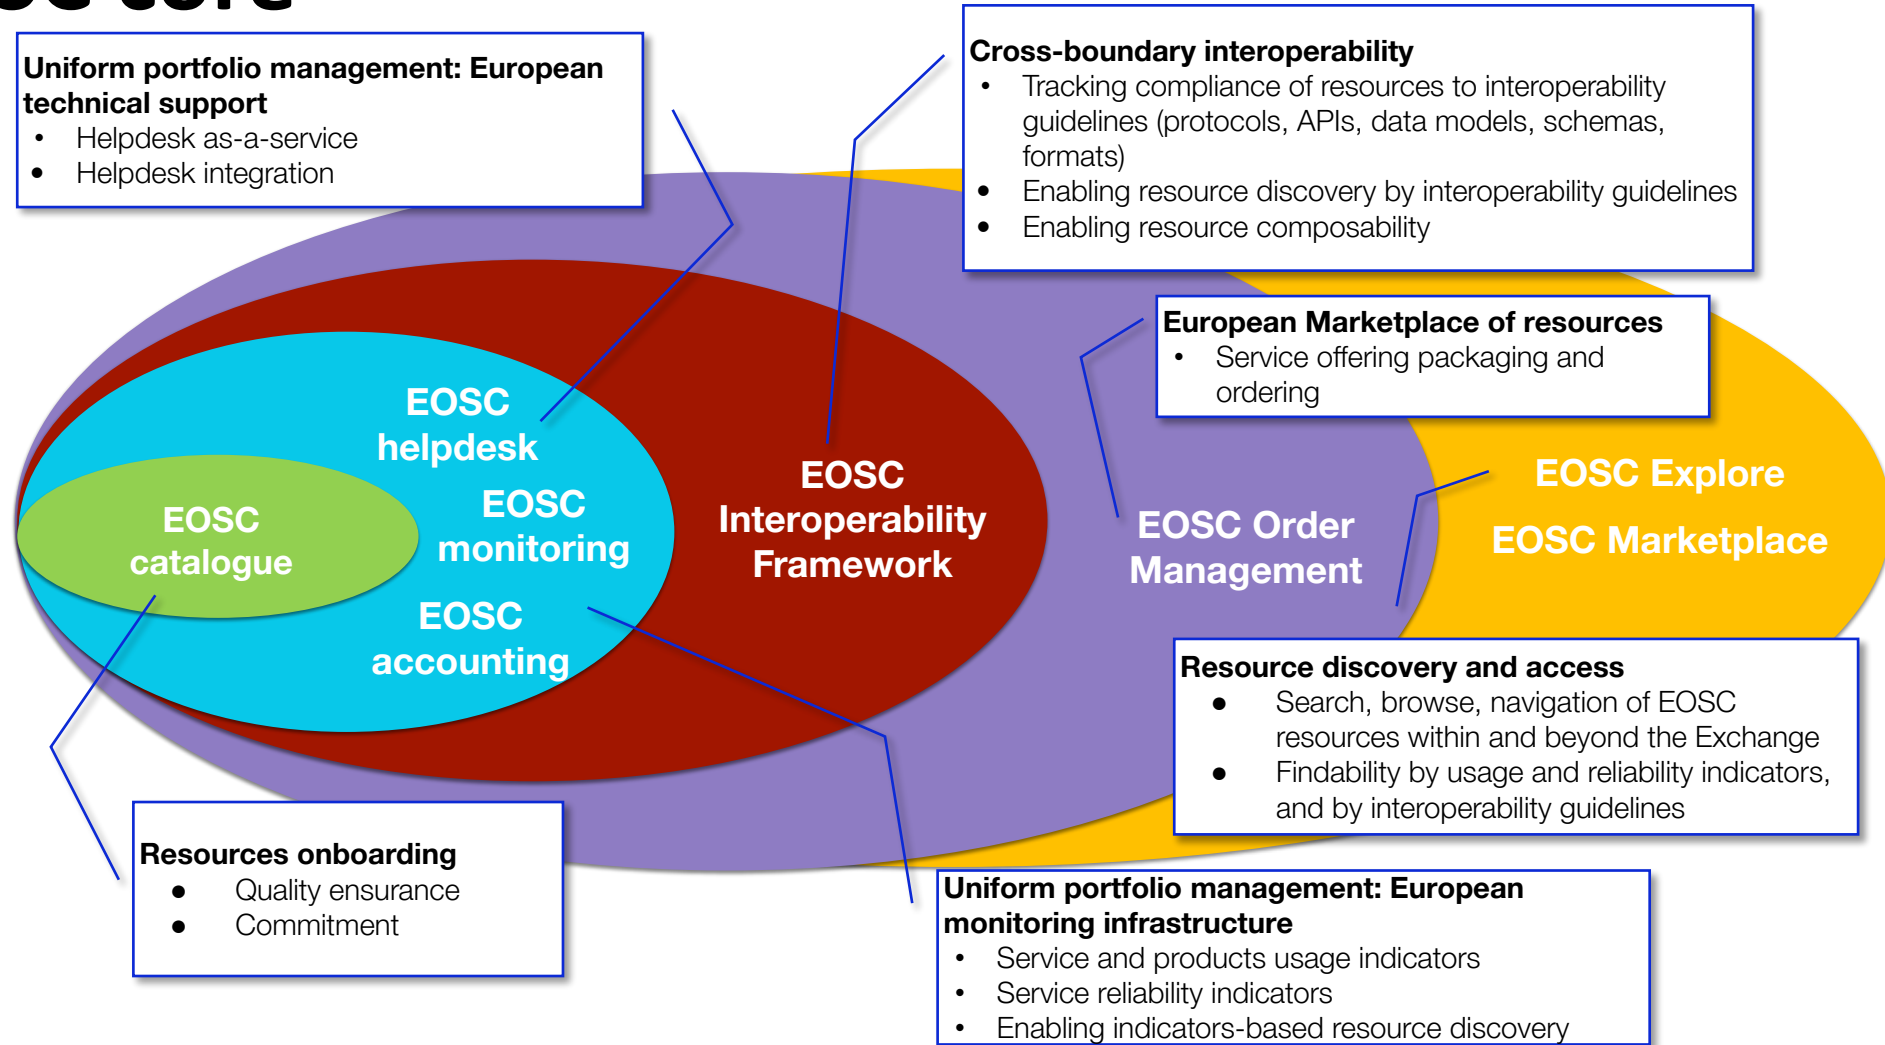 Uniform portfolio management: European
technical support
• Helpdesk as-a-service
• Helpdesk integration
Cross-boundary interoperability
• Tracking compliance of resources to interoperability
guidelines (protocols, APIs, data models, schemas,
formats)
• Enabling resource discovery by interoperability guidelines
• Enabling resource composability
European Marketplace of resources
• Service offering packaging and
ordering
EOSC
helpdesk
EOSC
monitoring
EOSC
accounting
EOSC
catalogue
EOSC
Interoperability
Framework
EOSC Order
Management
EOSC Explore
EOSC Marketplace
Resource discovery and access
● Search, browse, navigation of EOSC
resources within and beyond the Exchange
● Findability by usage and reliability indicators,
and by interoperability guidelines
Resources onboarding
● Quality ensurance
● Commitment
Uniform portfolio management: European
monitoring infrastructure
• Service and products usage indicators
• Service reliability indicators
• Enabling indicators-based resource discovery